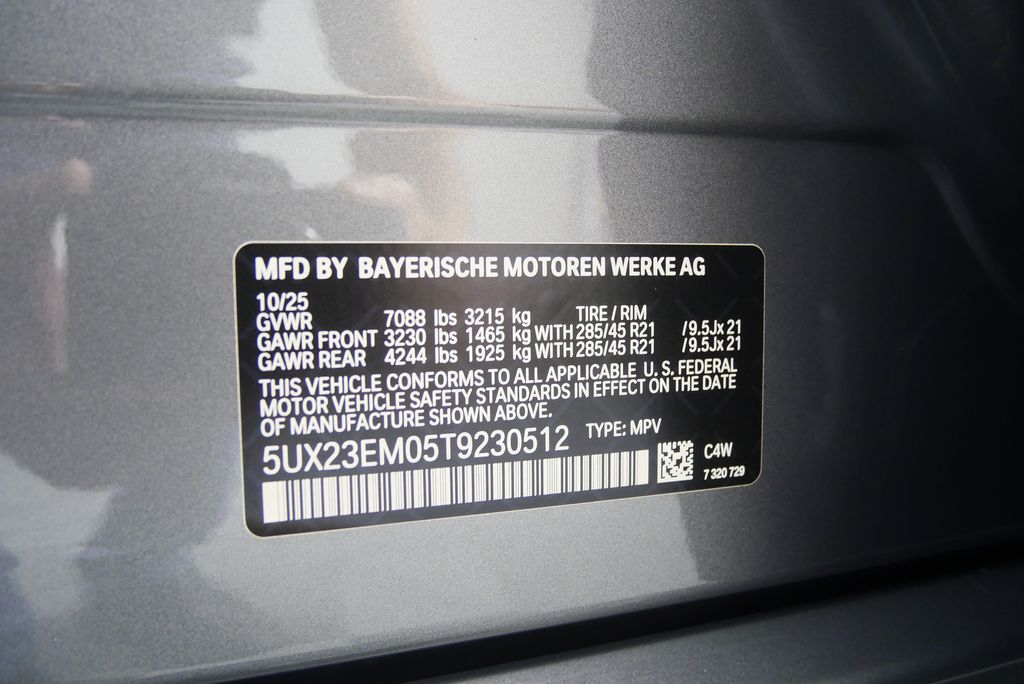 MFD BY BAYERISCHE MOTOREN WERKE AG
10/25
GVWR 7088 lbs 3215 kg TIRE / RIM
GAWR FRONT 3230 lbs 1465 kg WITH 285/45 R21 /9.5Jx 21
GAWR REAR 4244 lbs 1925 kg WITH 285/45 R21 /9.5Jx 21
THIS VEHICLE CONFORMS TO ALL APPLICABLE U. S. FEDERAL
MOTOR VEHICLE SAFETY STANDARDS IN EFFECT ON THE DATE
OF MANUFACTURE SHOWN ABOVE.
5UX23EM05T9230512 TYPE: MPV
C4W
7 320 729